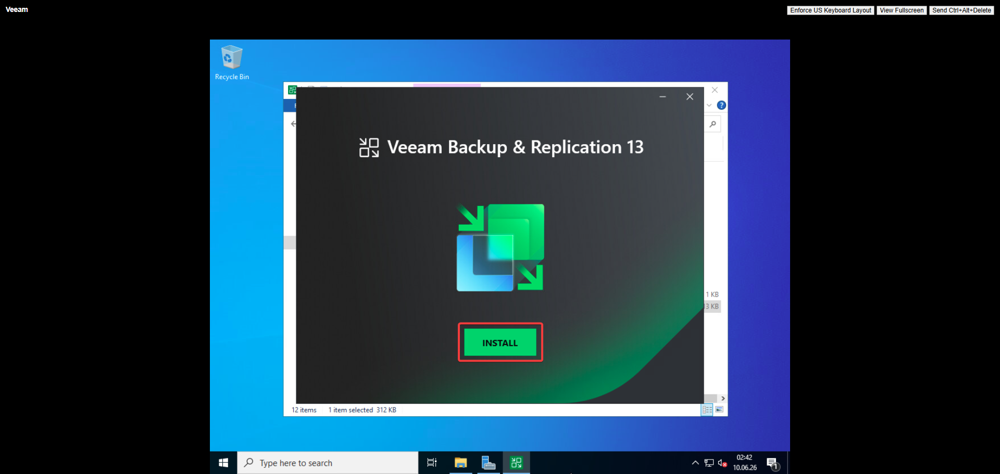 Veeam
Enforce US Keyboard Layout
View Fullscreen
Send Ctrl+Alt+Delete
Recycle Bin
Veeam Backup & Replication 13
1 KB
13 KB
INSTALL
12 items
1 item selected 312 KB
Type here to search
02:42
10.06.26
1